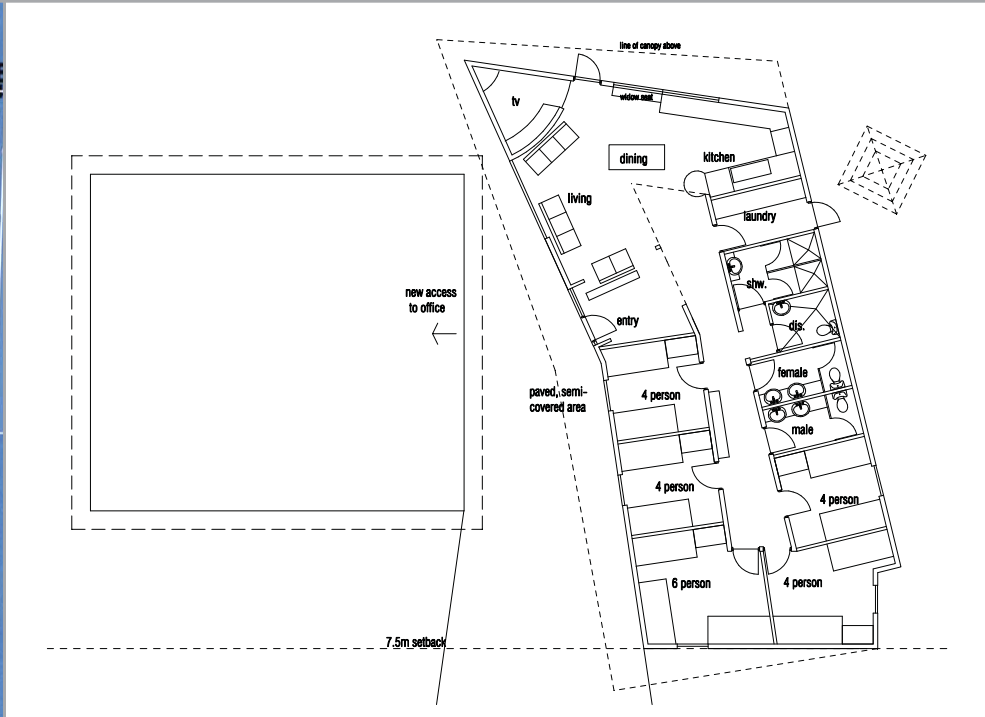 line of canopy above
tv
widow seat
dining
kitchen
living
laundry
shw.
new access
to office
entry
dis.
female
paved, semi-
covered area
4 person
male
4 person
4 person
6 person
4 person
7.5m setback